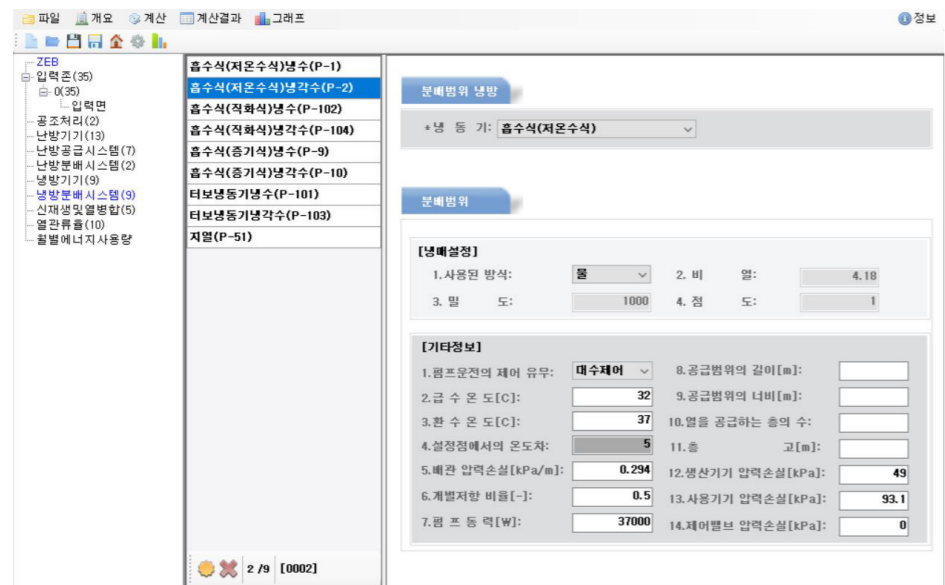 파일 개요 계산 계산결과 그래프 정보
ZEB
입력존(35)
0(35)
입력면
공조처리(2)
난방기기(13)
난방공급시스템(7)
난방분배시스템(2)
냉방기기(9)
냉방분배시스템(9)
신재생및열병합(5)
열관류율(10)
월별에너지사용량
흡수식(저온수식)냉수(P-1)
흡수식(저온수식)냉각수(P-2)
흡수식(직화식)냉수(P-102)
흡수식(직화식)냉각수(P-104)
흡수식(증기식)냉수(P-9)
흡수식(증기식)냉각수(P-10)
터보냉동기냉수(P-101)
터보냉동기냉각수(P-103)
지열(P-51)
2 /9 [0002]
분배범위 냉방
*냉 동 기: 흡수식(저온수식)
분배범위
[냉매설정]
1.사용된 방식: 물 2. 비 열: 4.18
3. 밀 도: 1000 4. 점 도: 1
[기타정보]
1.펌프운전의 제어 유무: 대수제어 8.공급범위의 길이[m]:
2.급 수 온 도[C]: 32 9.공급범위의 너비[m]:
3.환 수 온 도[C]: 37 10.열을 공급하는 층의 수:
4.설정점에서의 온도차: 5 11.층 고[m]:
5.배관 압력손실[kPa/m]: 0.294 12.생산기기 압력손실[kPa]: 49
6.개별저항 비율[-]: 0.5 13.사용기기 압력손실[kPa]: 93.1
7.펌 프 동 력[W]: 37000 14.제어밸브 압력손실[kPa]: 0